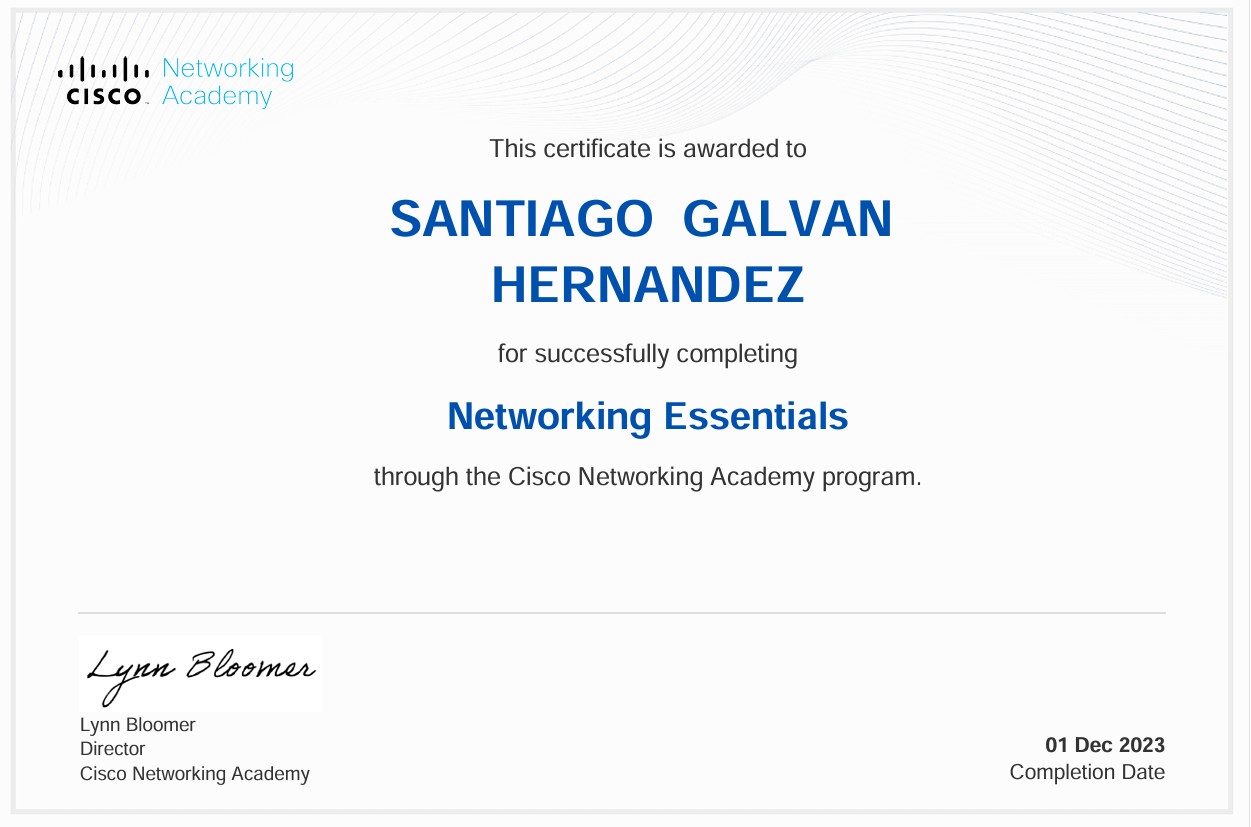 Networking
Academy
CISCO
This certificate is awarded to
SANTIAGO  GALVAN
HERNANDEZ
for successfully completing
Networking Essentials
through the Cisco Networking Academy program.
Lynn Bloomer
Lynn Bloomer
Director
Cisco Networking Academy
01 Dec 2023
Completion Date